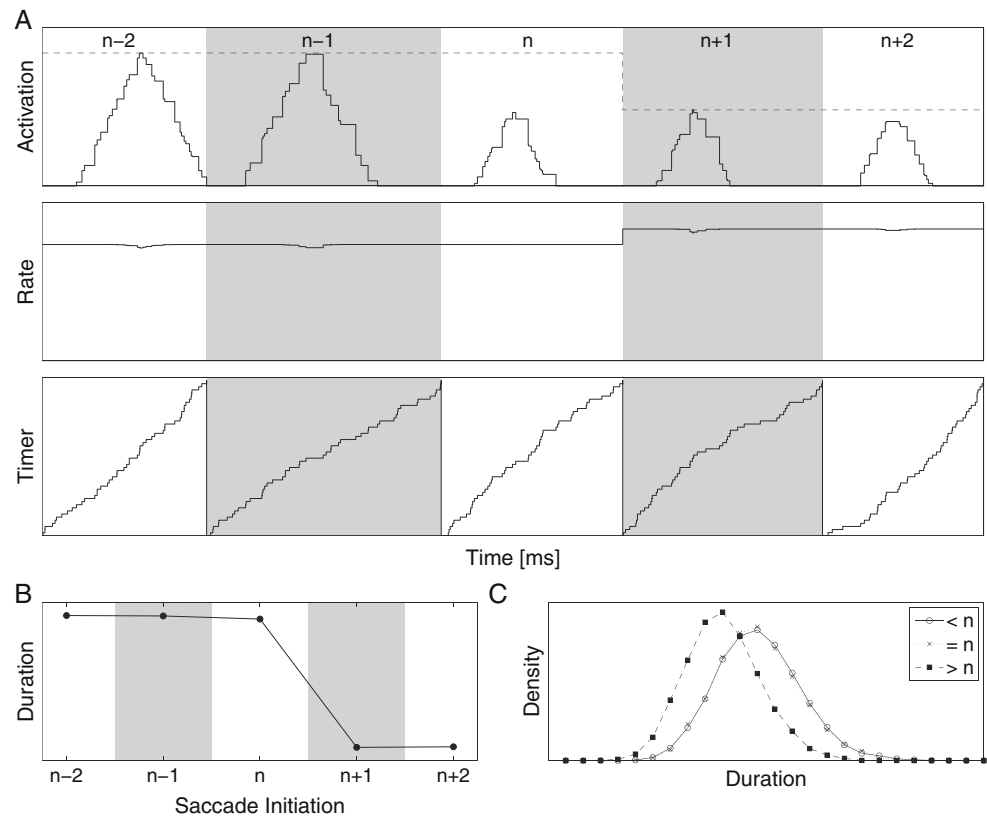 A
n−2 n−1 n n+1 n+2
Activation
Rate
Timer
Time [ms]
B
Duration
n−2 n−1 n n+1 n+2
Saccade Initiation
C
Density
< n
= n
> n
Duration